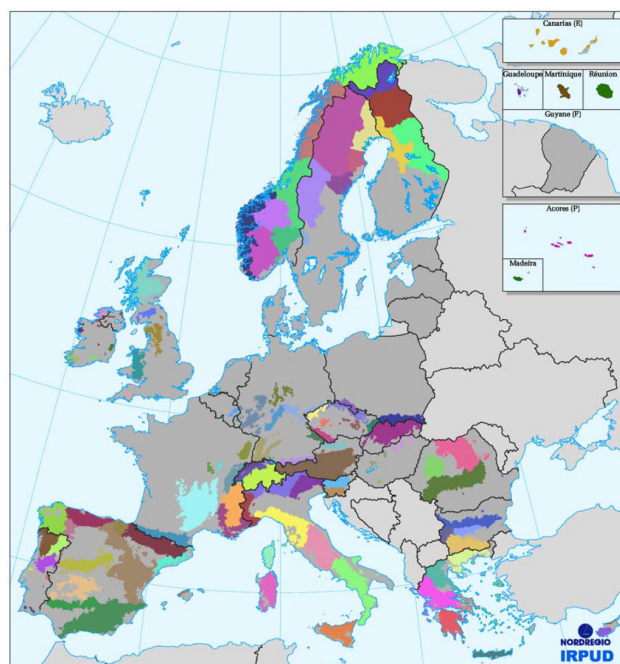 Canarias (E)
Guadeloupe Martinique Réunion
Guyane (F)
Acores (P)
Madeira
NORDREGIO
IRPUD